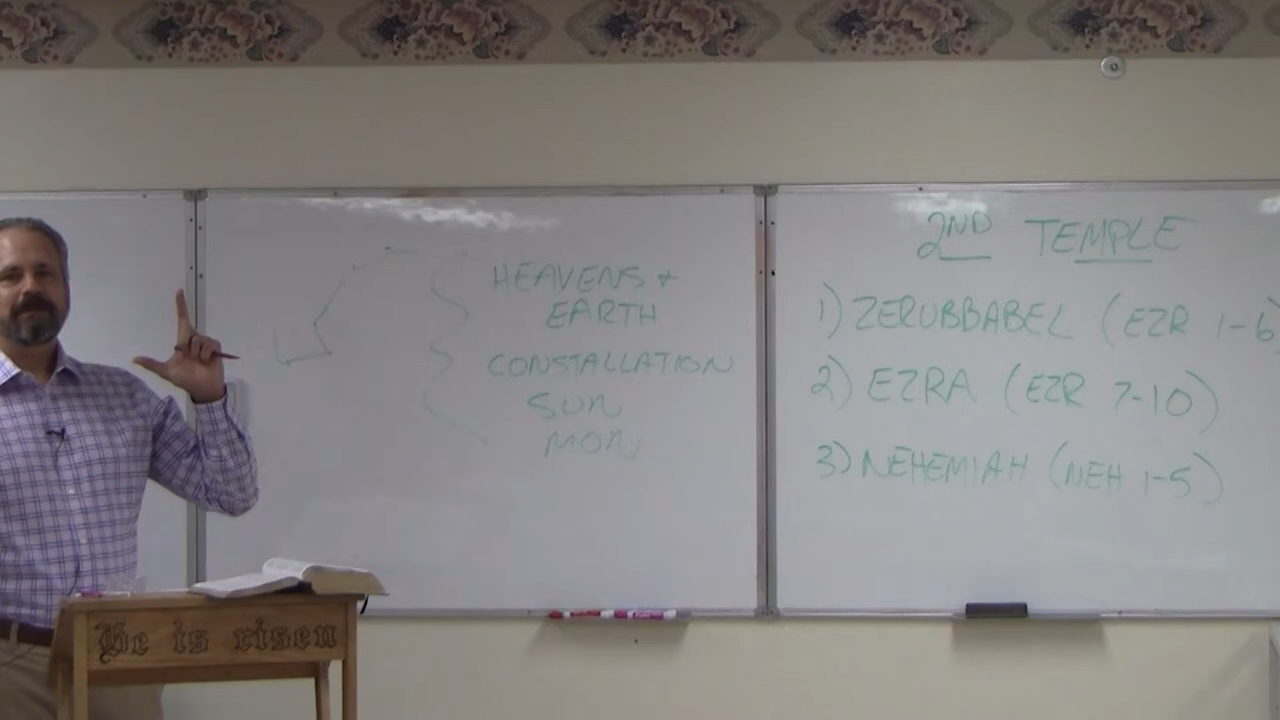 HEAVENS +
EARTH
CONSTALLATION
SUN
MON
2ND TEMPLE
1) ZERUBBABEL (EZR 1-6)
2) EZRA (EZR 7-10)
3) NEHEMIAH (NEH 1-5)
He is risen